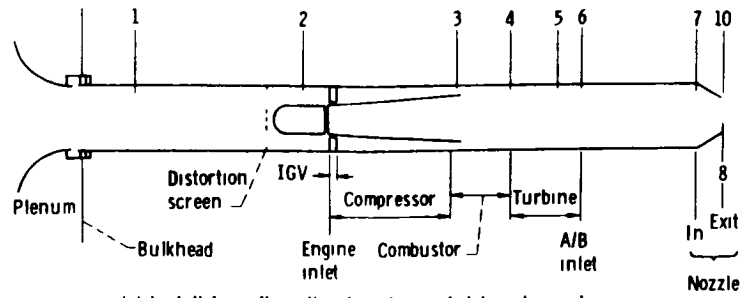 1 2 3 4 5 6 7 10
Distortion
screen
IGV
Compressor
Turbine
8
Plenum
Bulkhead
Engine
inlet
Combustor
A/B
inlet
In
Exit
Nozzle